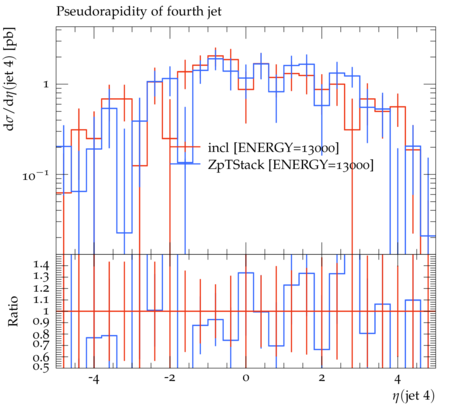 Pseudorapidity of fourth jet
dσ/dη(jet 4) [pb]
1
10⁻¹
incl [ENERGY=13000]
ZpTStack [ENERGY=13000]
Ratio
1.4
1.3
1.2
1.1
1
0.9
0.8
0.7
0.6
0.5
-4 -2 0 2 4
η(jet 4)